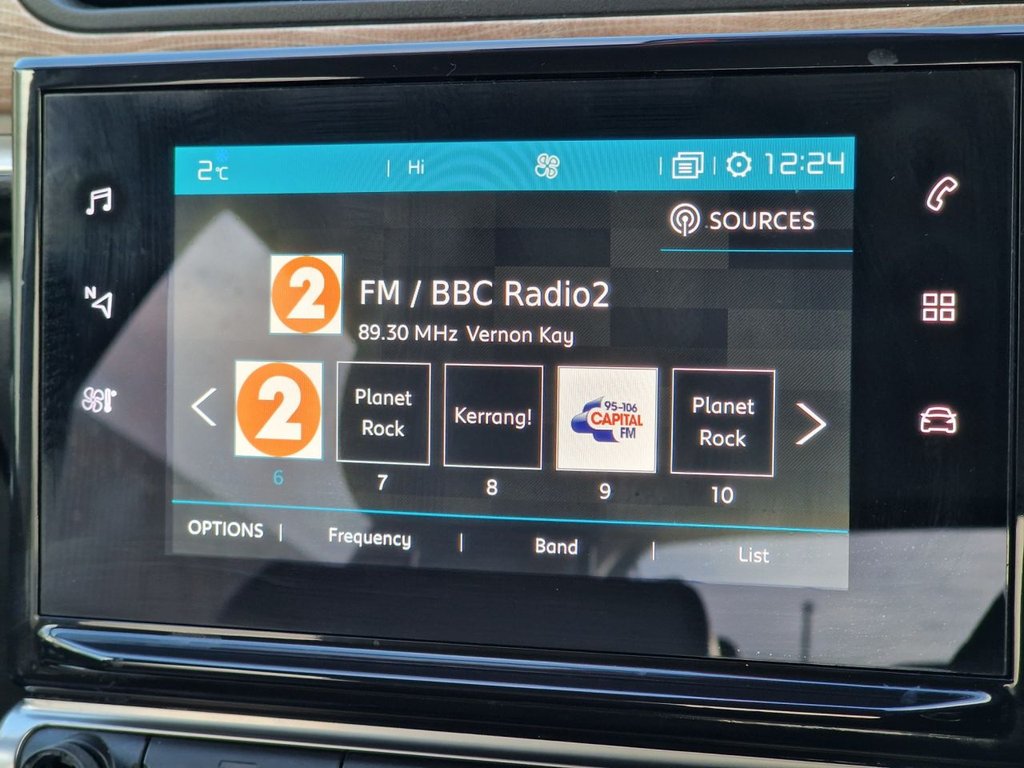 2°C | Hi | | 12:24
SOURCES
2 FM / BBC Radio2
89.30 MHz Vernon Kay
N
2 Planet Kerrang! 95-106 Planet
Rock CAPITAL Rock
FM
6 7 8 9 10
OPTIONS | Frequency | Band | List